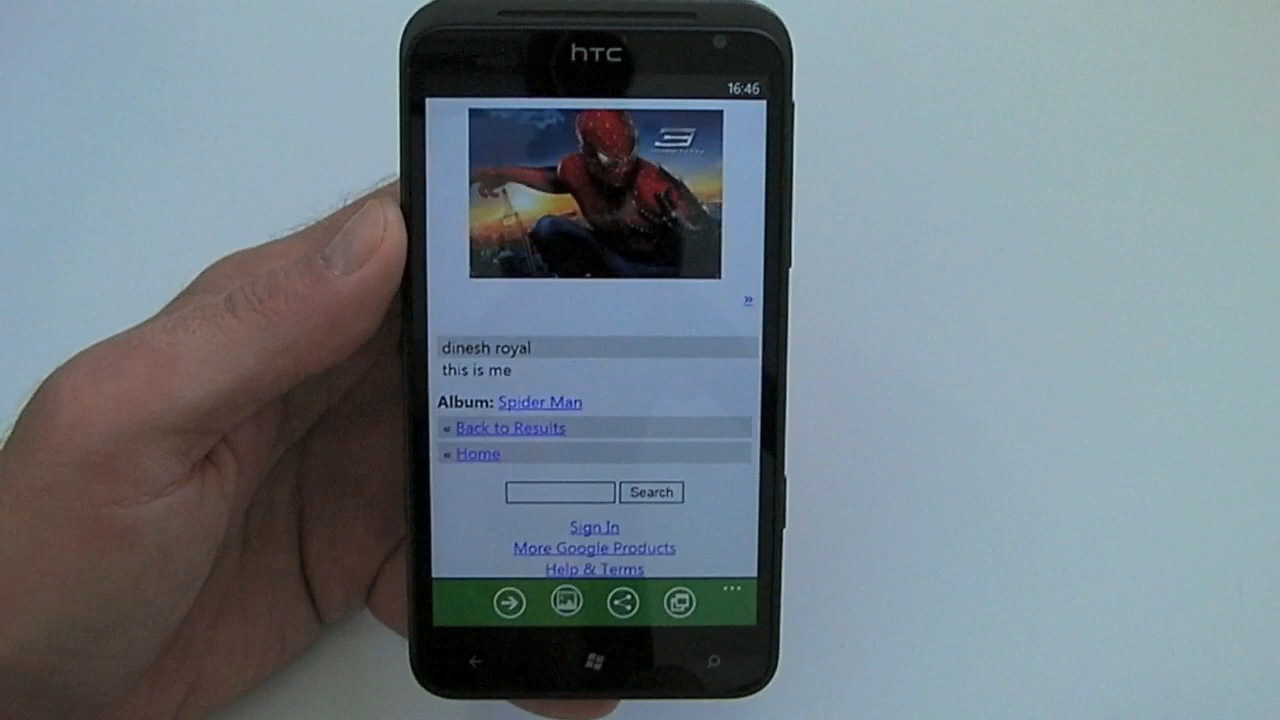 hTC
16:46
3
»
dinesh royal
this is me
Album: Spider Man
« Back to Results
« Home
Search
Sign In
More Google Products
Help & Terms